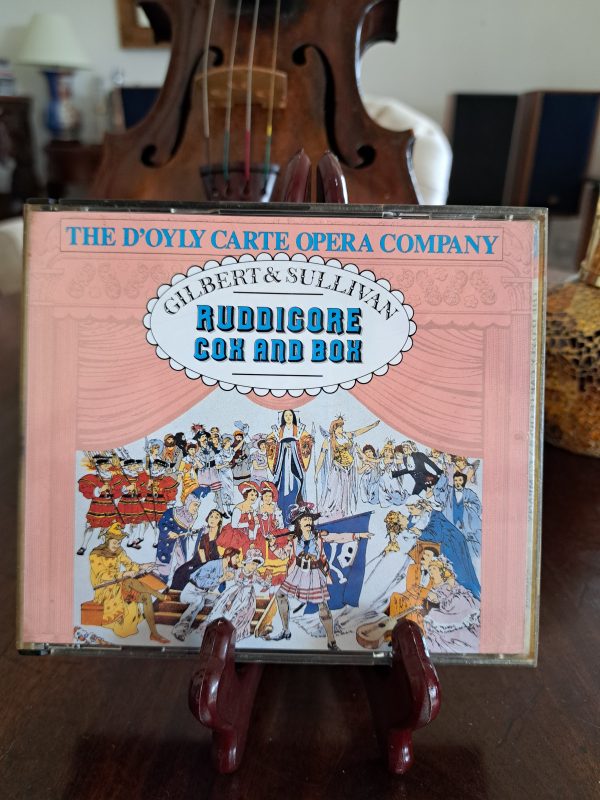 THE D'OYLY CARTE OPERA COMPANY
GILBERT & SULLIVAN
RUDDIGORE
COX AND BOX